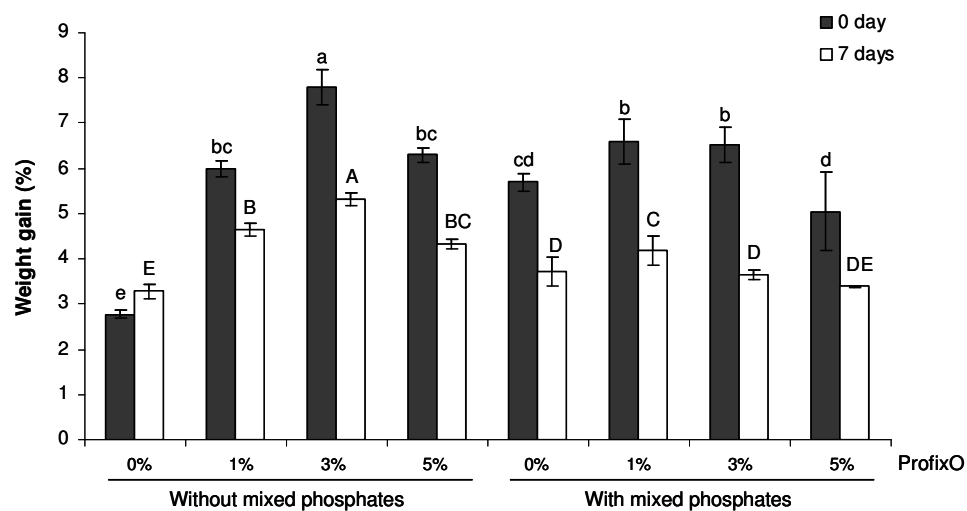 0 day
7 days
Weight gain (%)
9
8
7
6
5
4
3
2
1
0
e
E
bc
B
a
A
bc
BC
cd
D
b
C
b
D
d
DE
0% 1% 3% 5% 0% 1% 3% 5% ProfixO
Without mixed phosphates With mixed phosphates